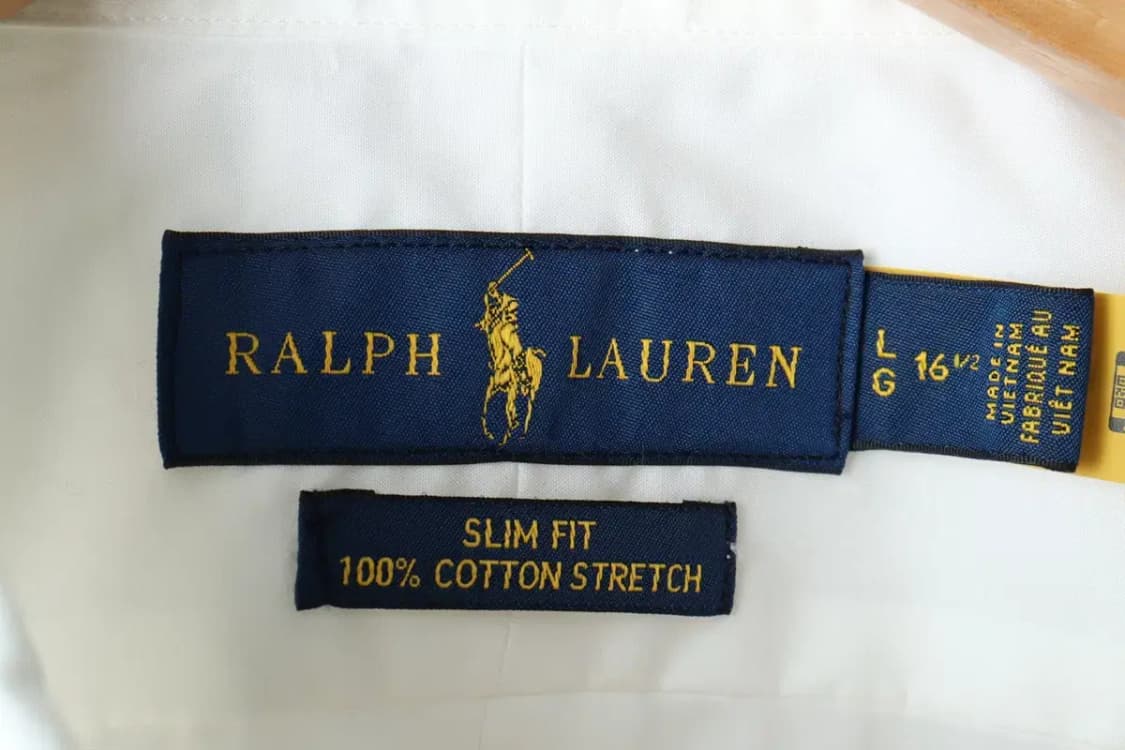 RALPH LAUREN
L
G
16 1/2
MADE IN
VIETNAM
FABRIQUÉ AU
VIÊT NAM
SLIM FIT
100% COTTON STRETCH